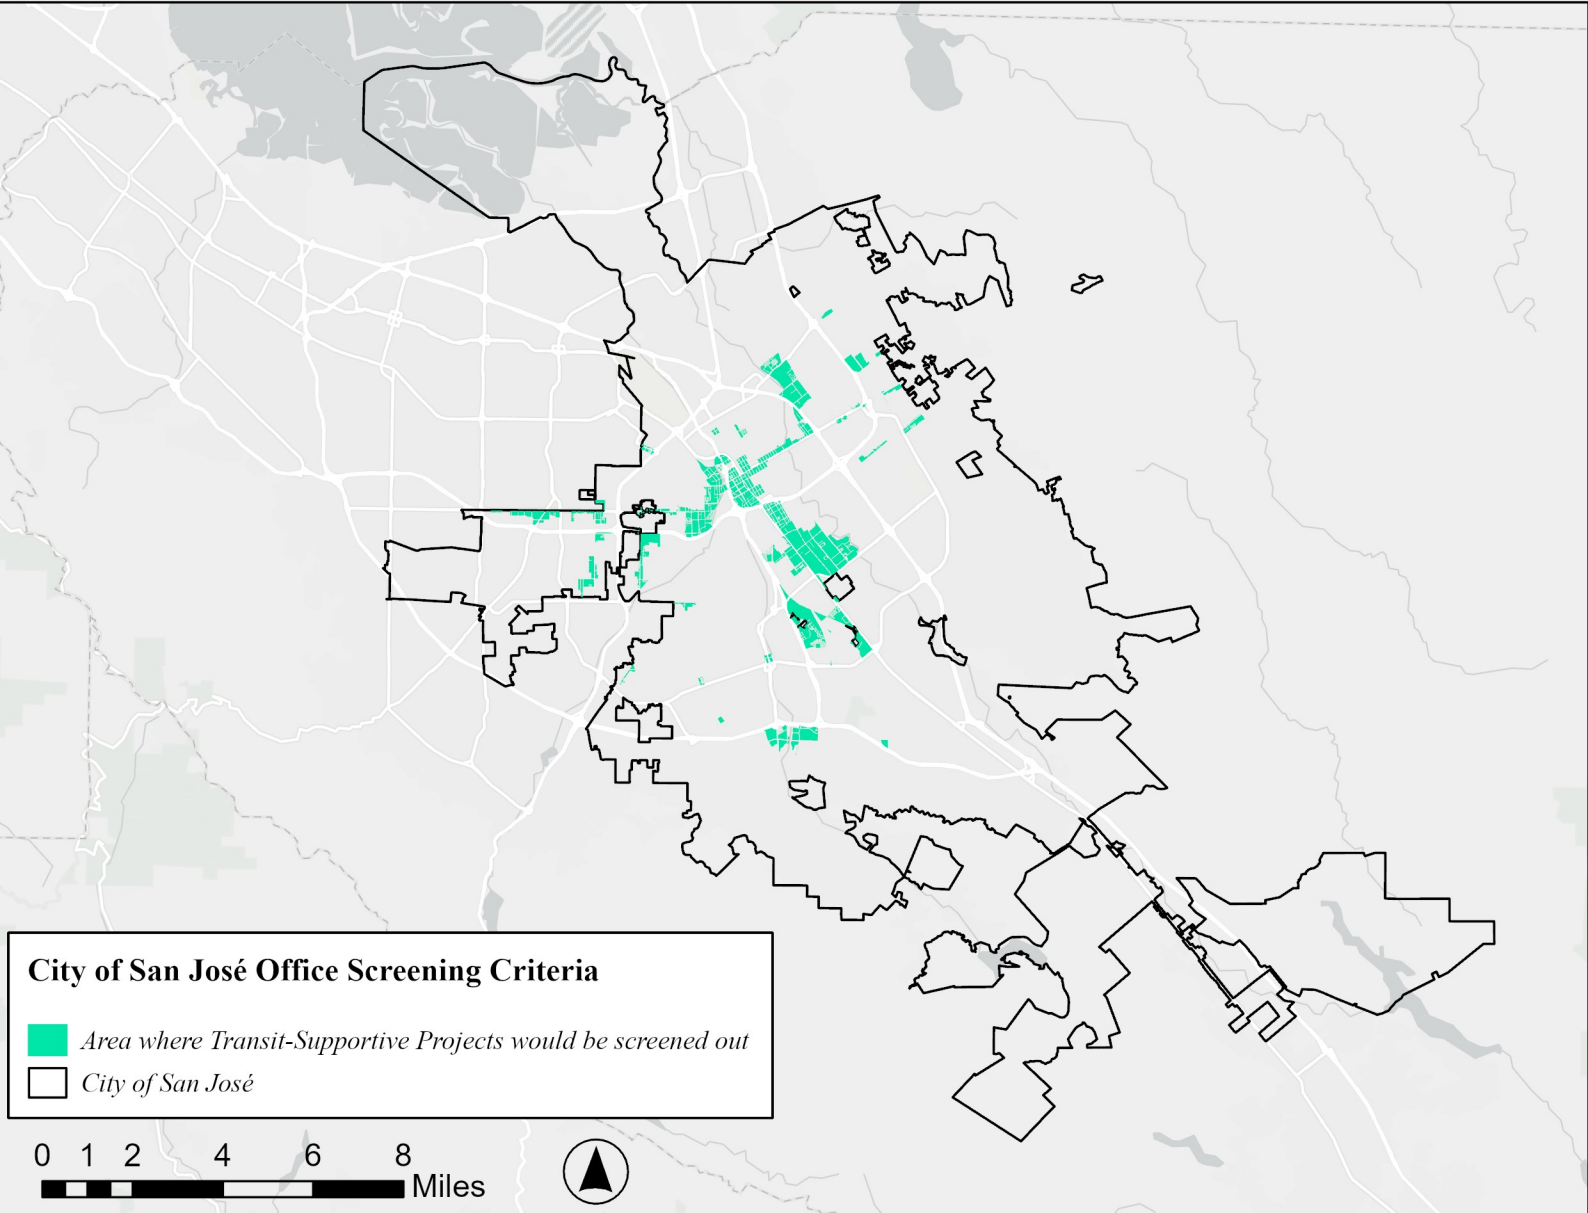 City of San José Office Screening Criteria
Area where Transit-Supportive Projects would be screened out
City of San José
0 1 2 4 6 8
Miles